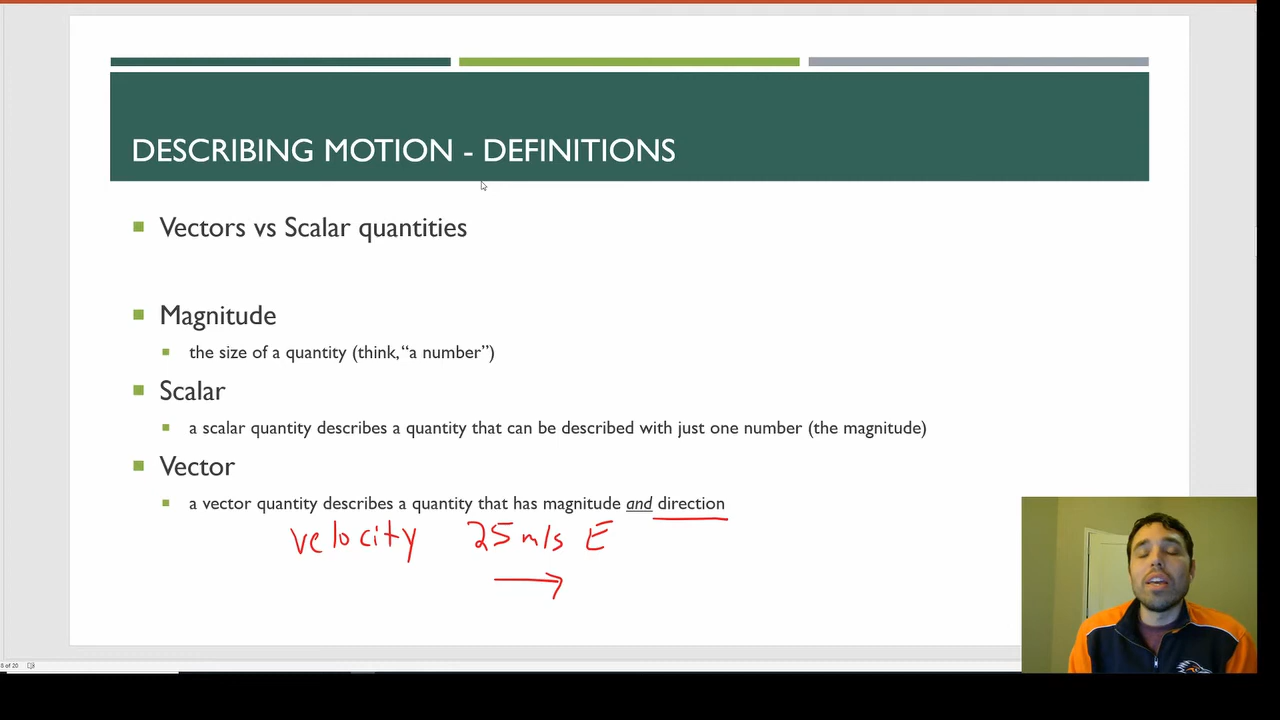 DESCRIBING MOTION - DEFINITIONS
Vectors vs Scalar quantities
Magnitude
the size of a quantity (think, “a number”)
Scalar
a scalar quantity describes a quantity that can be described with just one number (the magnitude)
Vector
a vector quantity describes a quantity that has magnitude and direction
velocity 25 m/s E